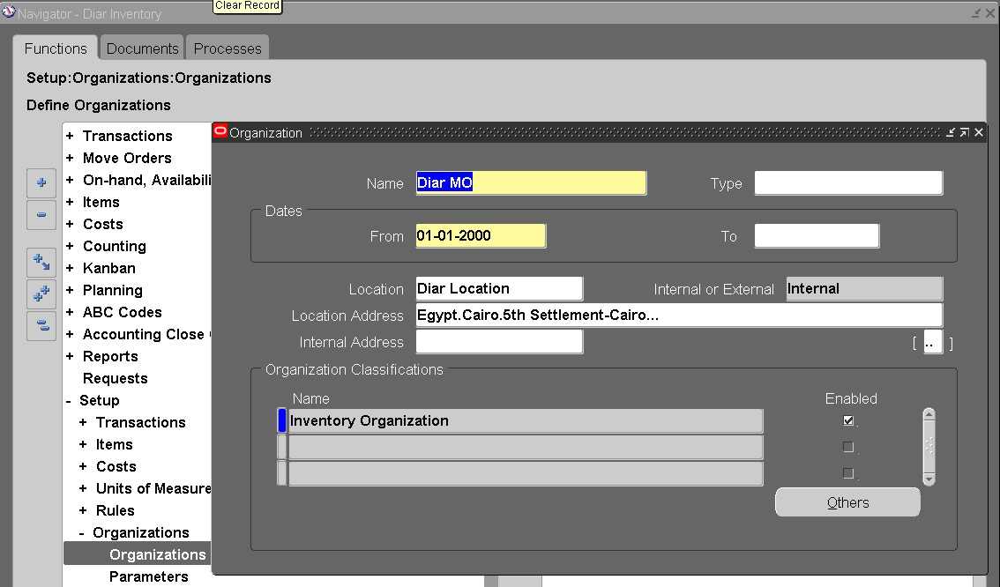 Clear Record
Navigator - Diar Inventory
Functions Documents Processes
Setup:Organizations:Organizations
Define Organizations
+ Transactions
+ Move Orders
+ On-hand, Availabili
+ Items
+ Costs
+ Counting
+ Kanban
+ Planning
+ ABC Codes
+ Accounting Close
+ Reports
Requests
- Setup
+ Transactions
+ Items
+ Costs
+ Units of Measure
+ Rules
- Organizations
Organizations
Parameters
Organization
Name Diar MO Type
Dates
From 01-01-2000 To
Location Diar Location Internal or External Internal
Location Address Egypt.Cairo.5th Settlement-Cairo...
Internal Address [ .. ]
Organization Classifications
Name Enabled
Inventory Organization
Others